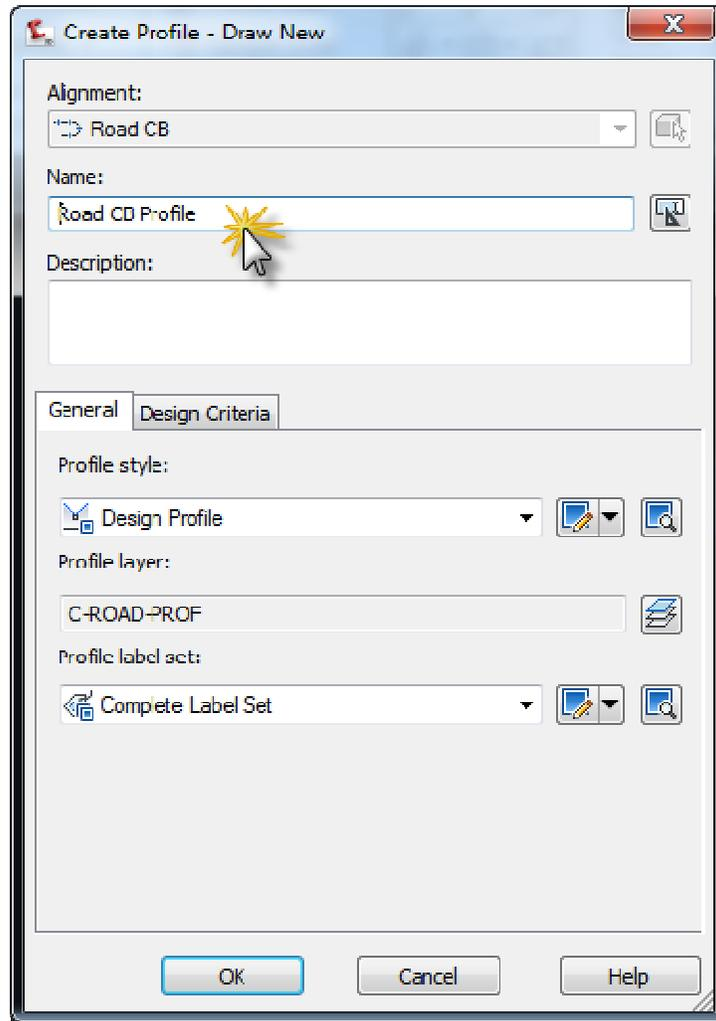 Create Profile - Draw New
Alignment:
Road CB
Name:
Road CB Profile
Description:
General Design Criteria
Profile style:
Design Profile
Profile layer:
C-ROAD-PROF
Profile label set:
Complete Label Set
OK Cancel Help